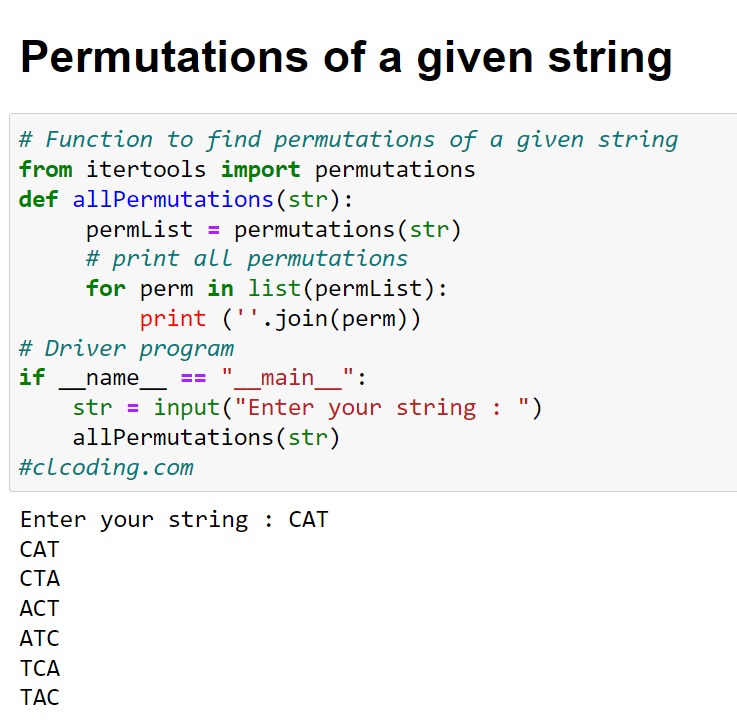 Permutations of a given string
# Function to find permutations of a given string
from itertools import permutations
def allPermutations(str):
     permList = permutations(str)
     # print all permutations
     for perm in list(permList):
         print (''.join(perm))
# Driver program
if __name__ == "__main__":
    str = input("Enter your string : ")
    allPermutations(str)
#clcoding.com
Enter your string : CAT
CAT
CTA
ACT
ATC
TCA
TAC